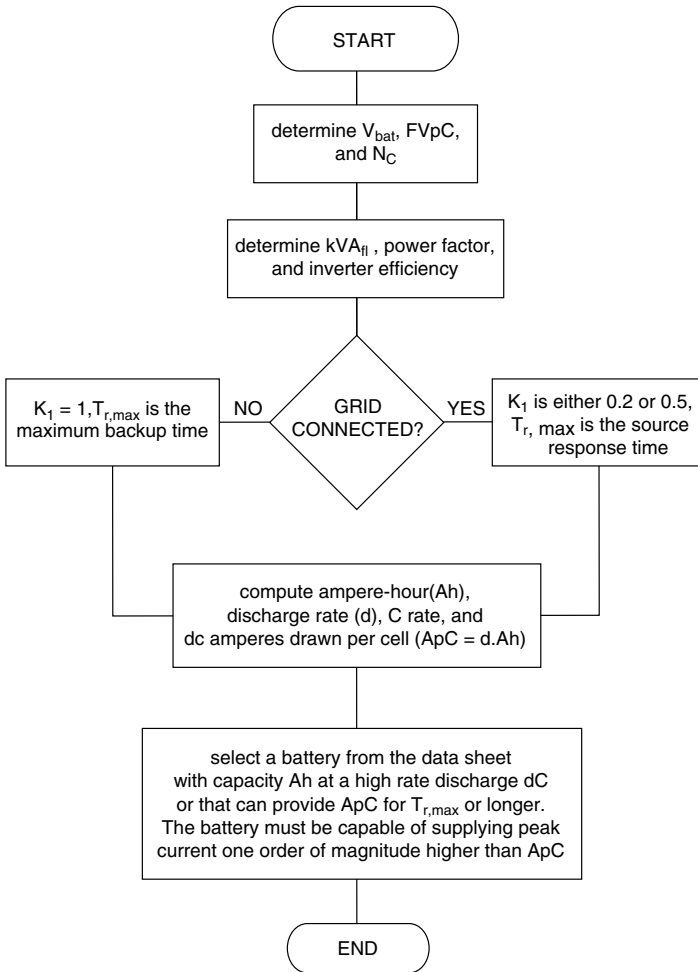 START
determine V_bat, FVpC,
and N_C
determine kVA_fl , power factor,
and inverter efficiency
K_1 = 1,T_r,max is the
maximum backup time
NO
GRID
CONNECTED?
YES
K_1 is either 0.2 or 0.5,
T_r, max is the source
response time
compute ampere-hour(Ah),
discharge rate (d), C rate, and
dc amperes drawn per cell (ApC = d.Ah)
select a battery from the data sheet
with capacity Ah at a high rate discharge dC
or that can provide ApC for T_r,max or longer.
The battery must be capable of supplying peak
current one order of magnitude higher than ApC
END